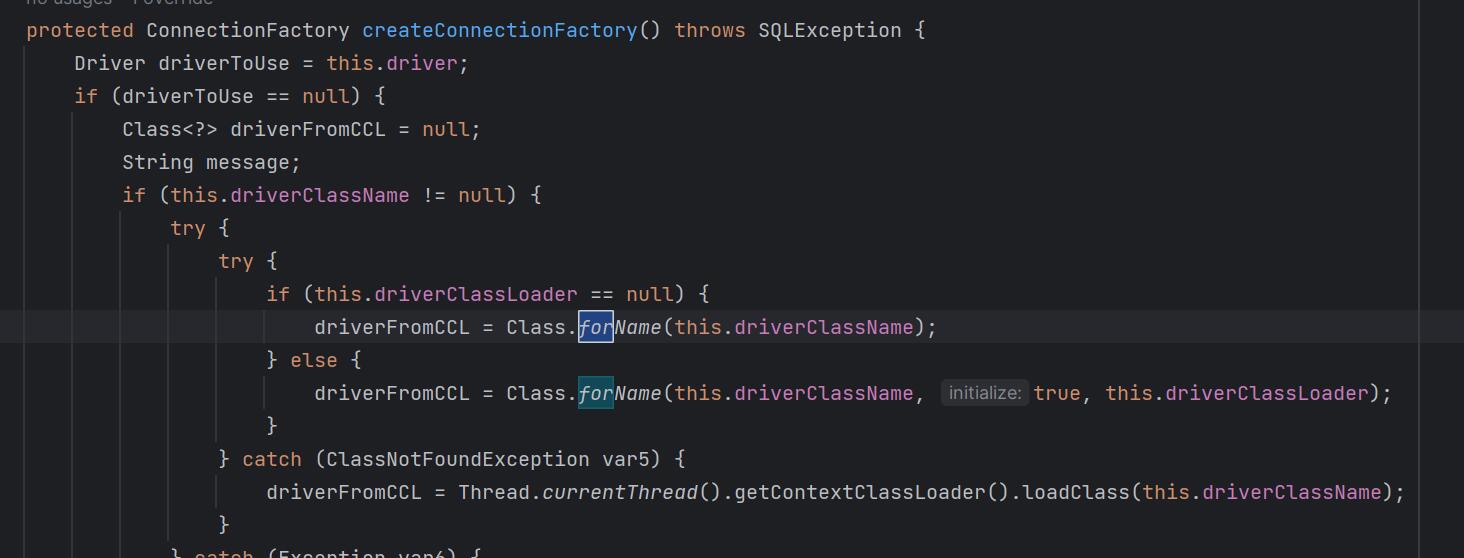 no usages   1 override
protected ConnectionFactory createConnectionFactory() throws SQLException {
    Driver driverToUse = this.driver;
    if (driverToUse == null) {
        Class<?> driverFromCCL = null;
        String message;
        if (this.driverClassName != null) {
            try {
                try {
                    if (this.driverClassLoader == null) {
                        driverFromCCL = Class.forName(this.driverClassName);
                    } else {
                        driverFromCCL = Class.forName(this.driverClassName, initialize: true, this.driverClassLoader);
                    }
                } catch (ClassNotFoundException var5) {
                    driverFromCCL = Thread.currentThread().getContextClassLoader().loadClass(this.driverClassName);
                }
            } catch (Exception var6) {